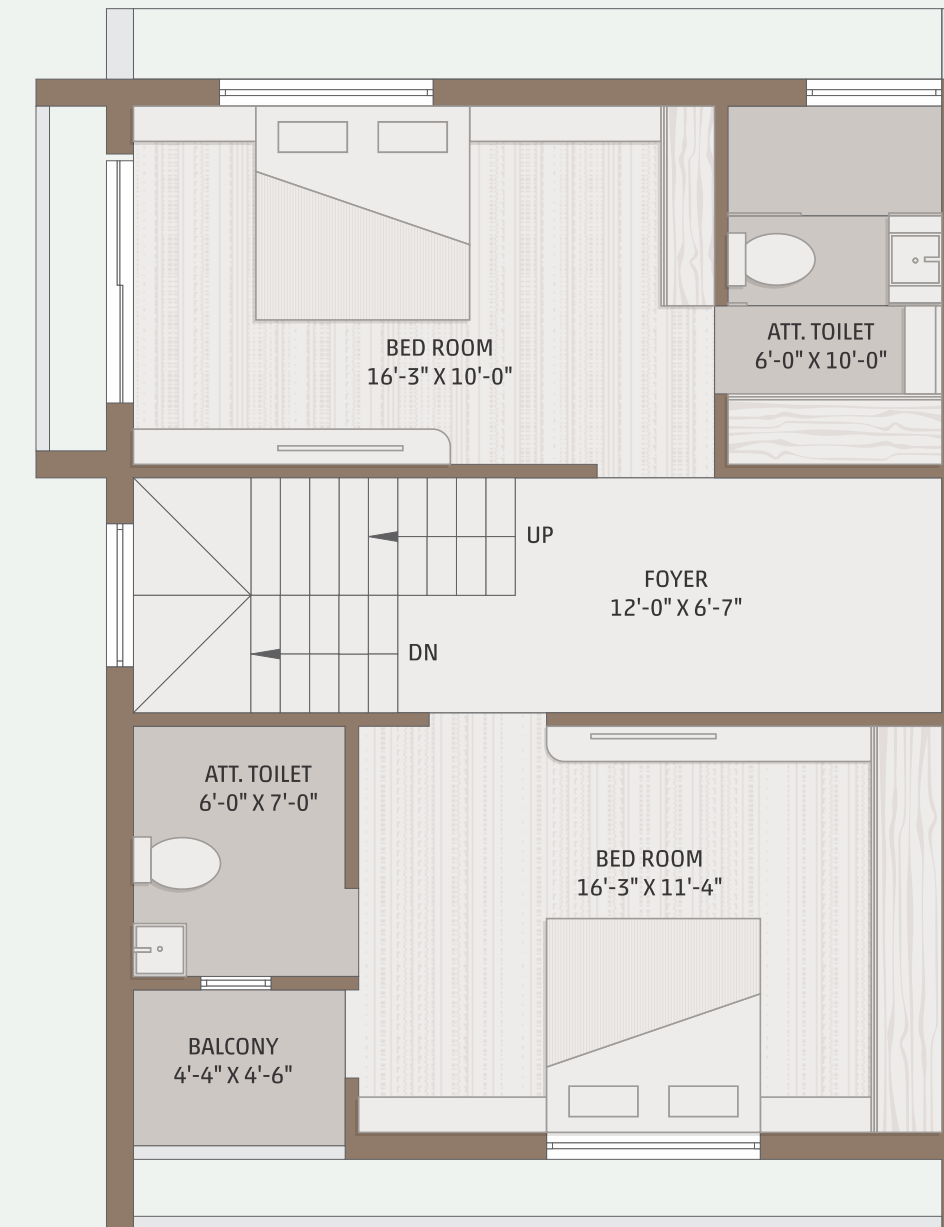 BED ROOM
16'-3" X 10'-0"
ATT. TOILET
6'-0" X 10'-0"
UP
FOYER
12'-0" X 6'-7"
DN
ATT. TOILET
6'-0" X 7'-0"
BED ROOM
16'-3" X 11'-4"
BALCONY
4'-4" X 4'-6"